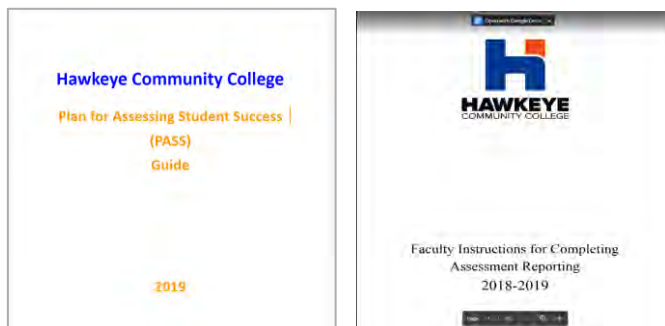 Hawkeye Community College
Plan for Assessing Student Success
(PASS)
Guide
2019
HAWKEYE
COMMUNITY COLLEGE
Faculty Instructions for Completing
Assessment Reporting
2018-2019